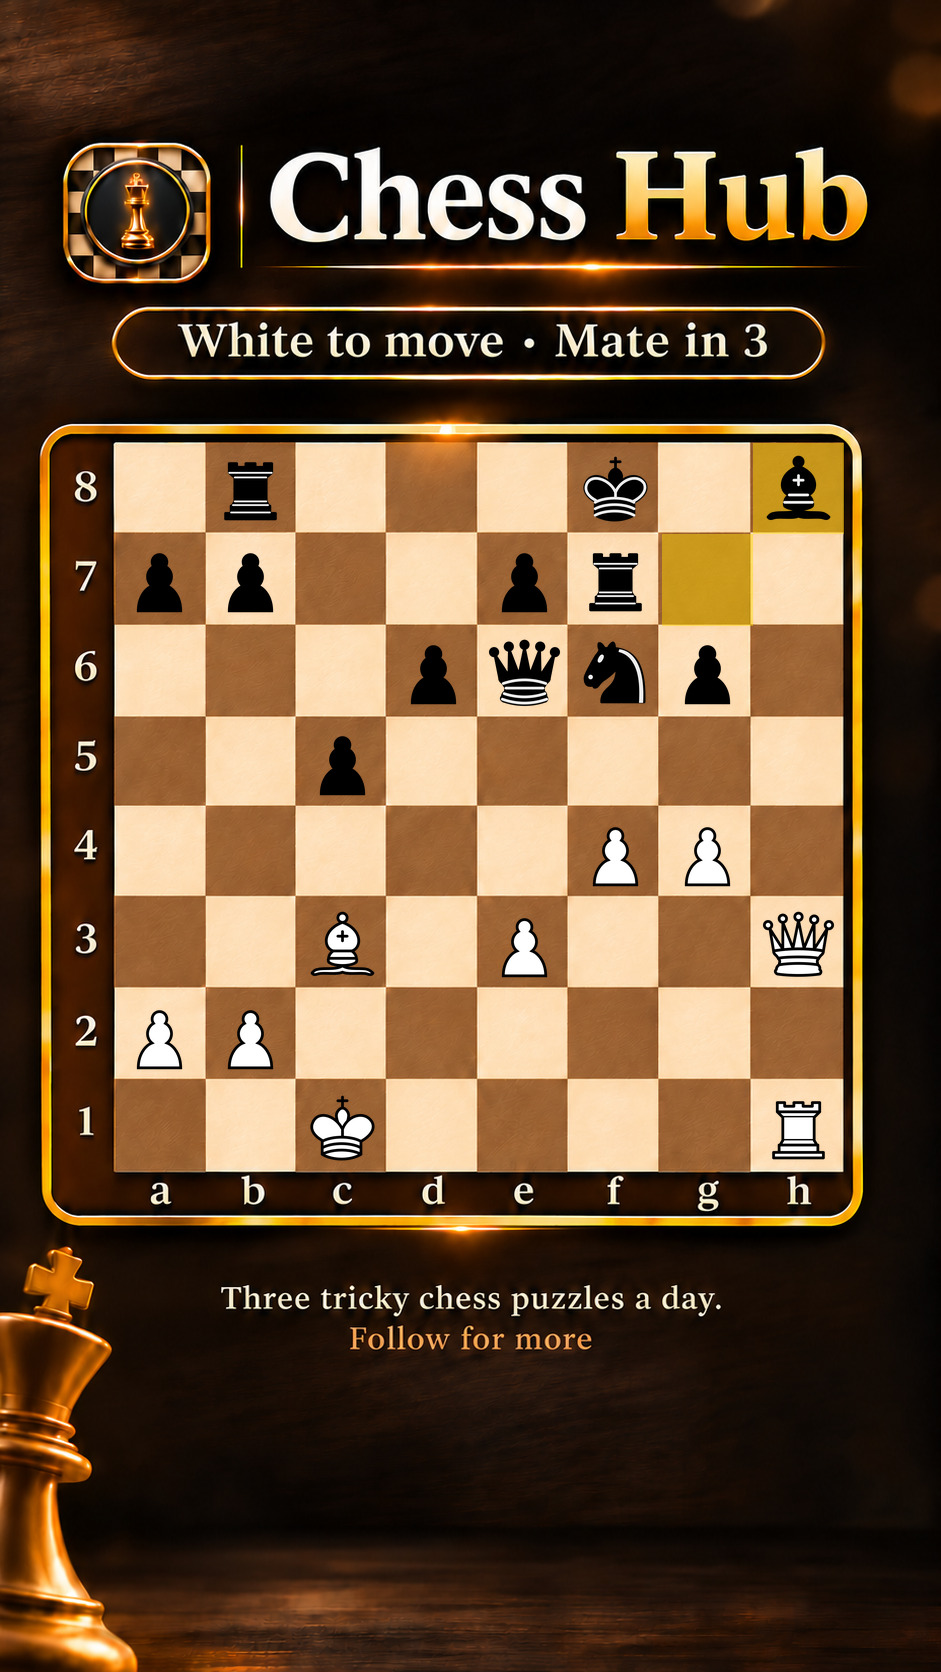 Chess Hub
White to move • Mate in 3
8
7
6
5
4
3
2
1
a b c d e f g h
Three tricky chess puzzles a day.
Follow for more